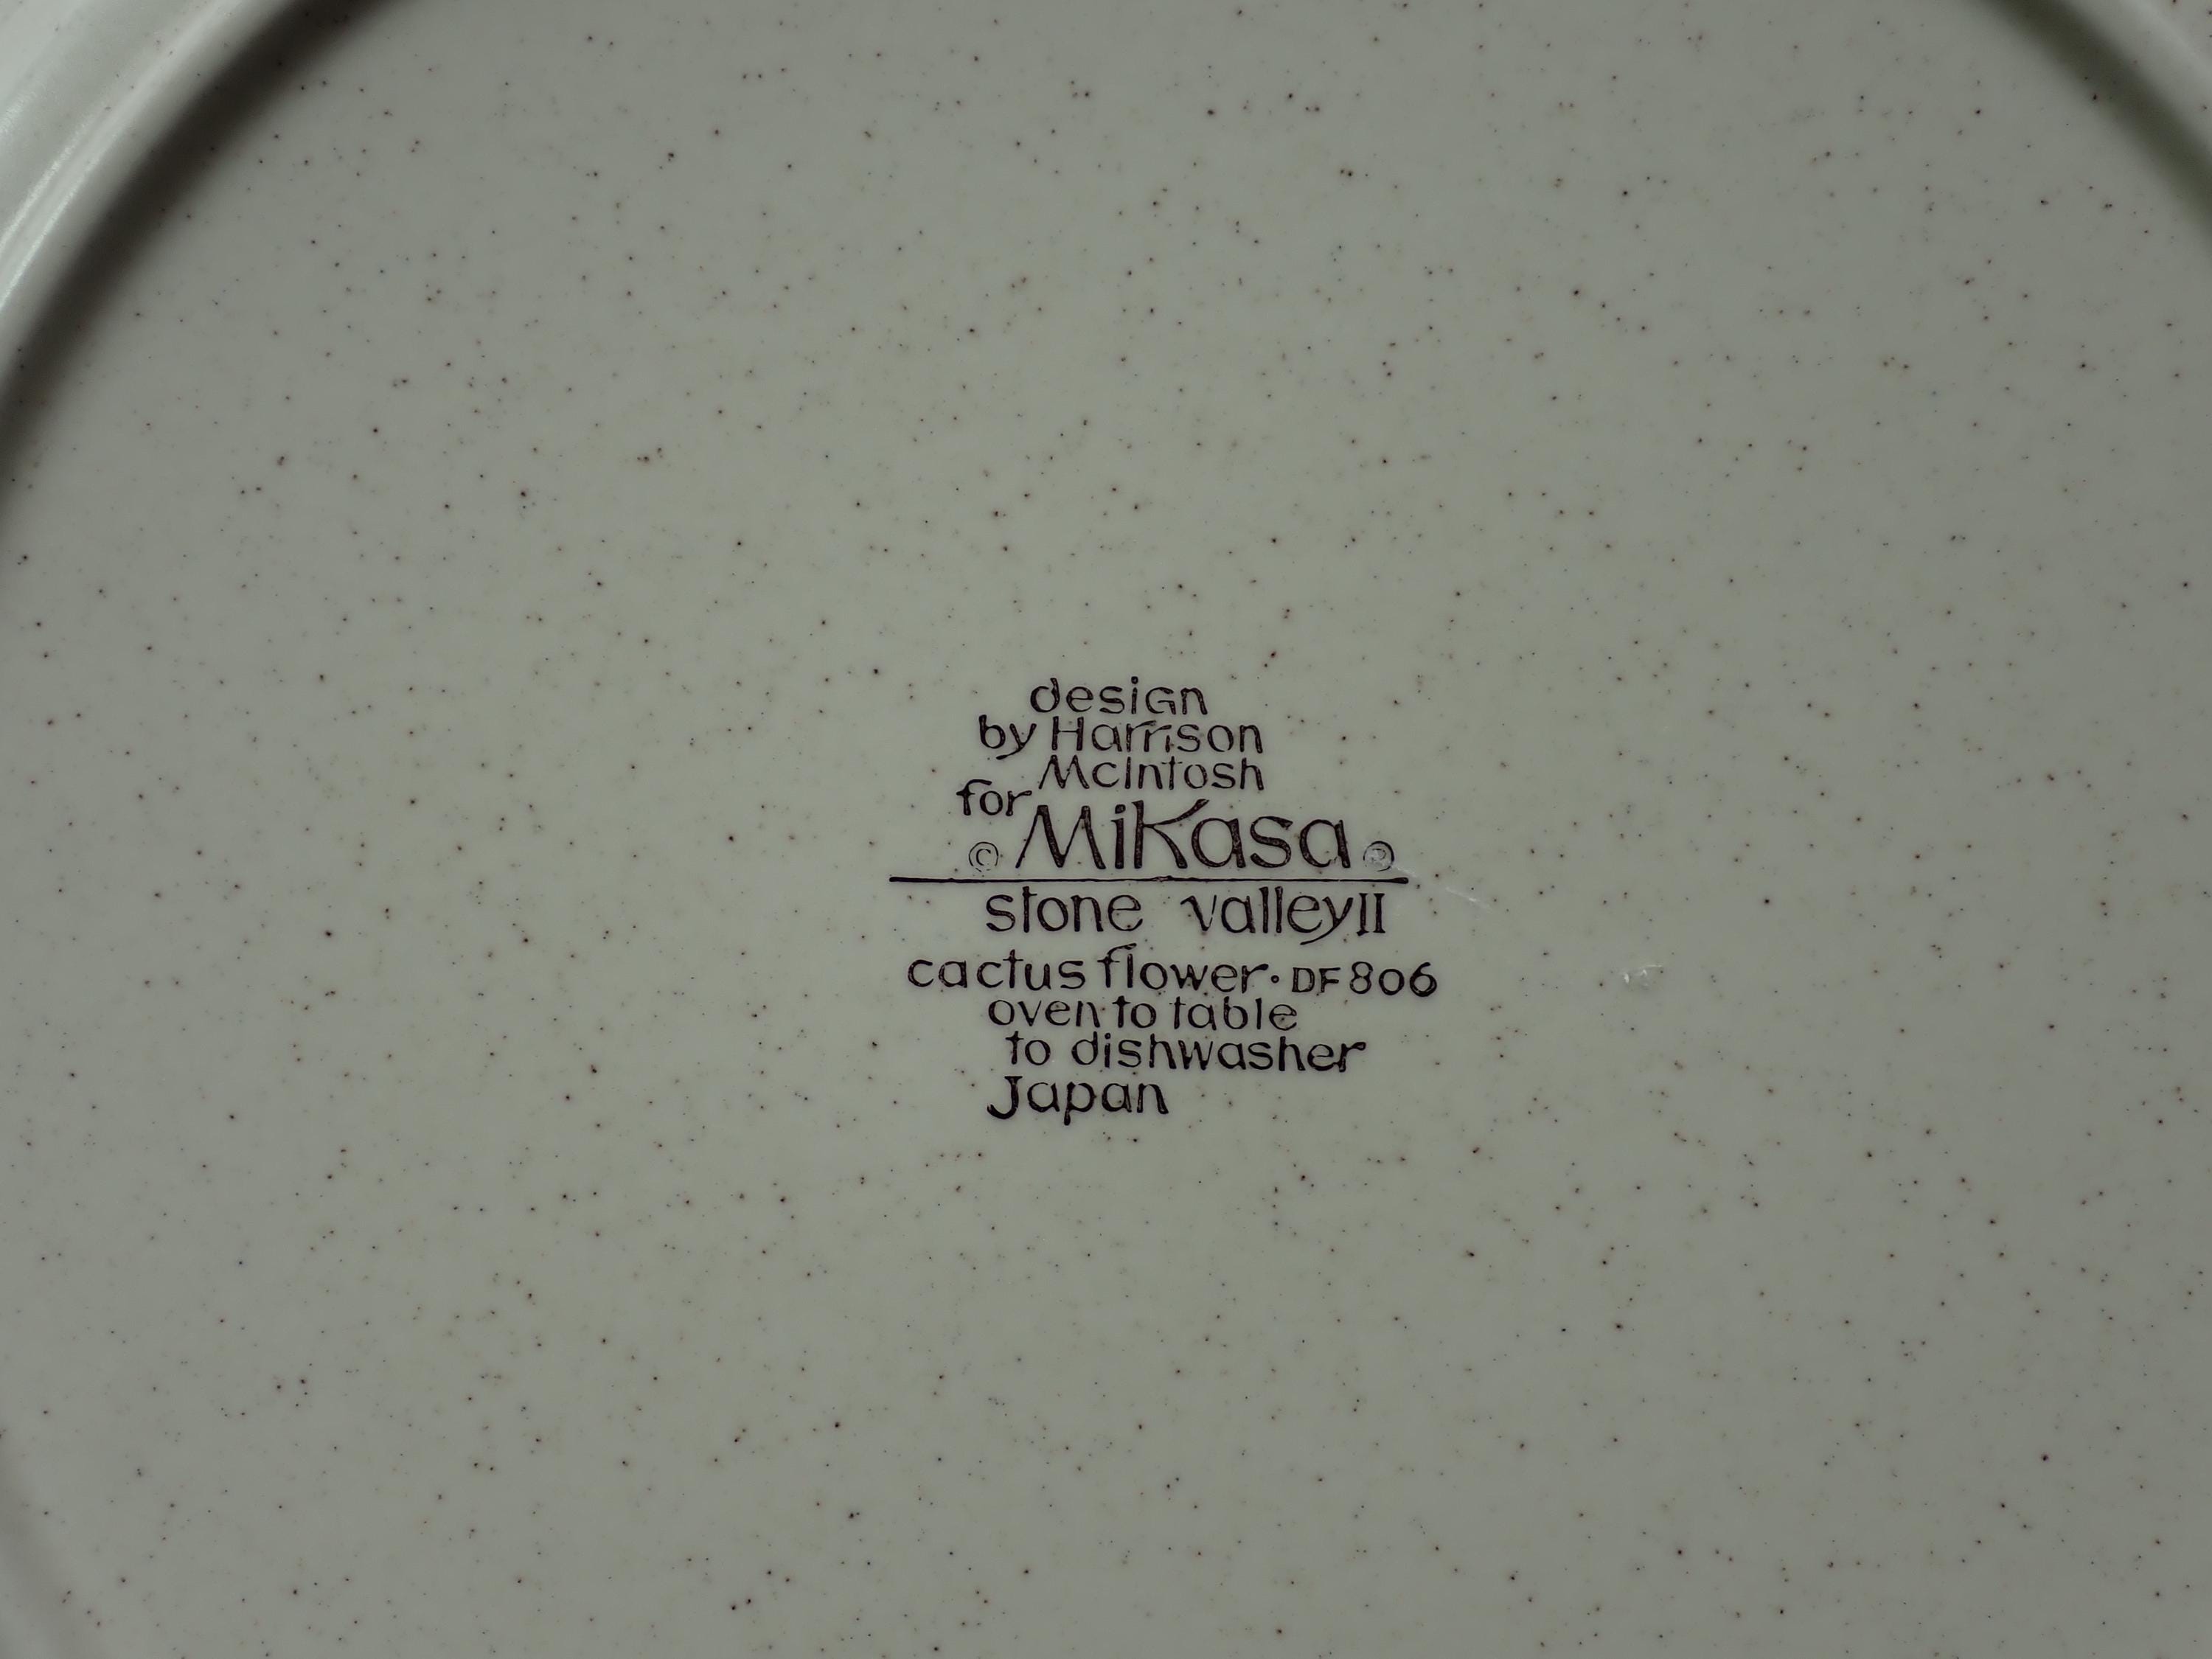 design
by Harrison
McIntosh
for
© Mikasa ®
stone valley II
cactus flower · DF 806
oven to table
to dishwasher
Japan